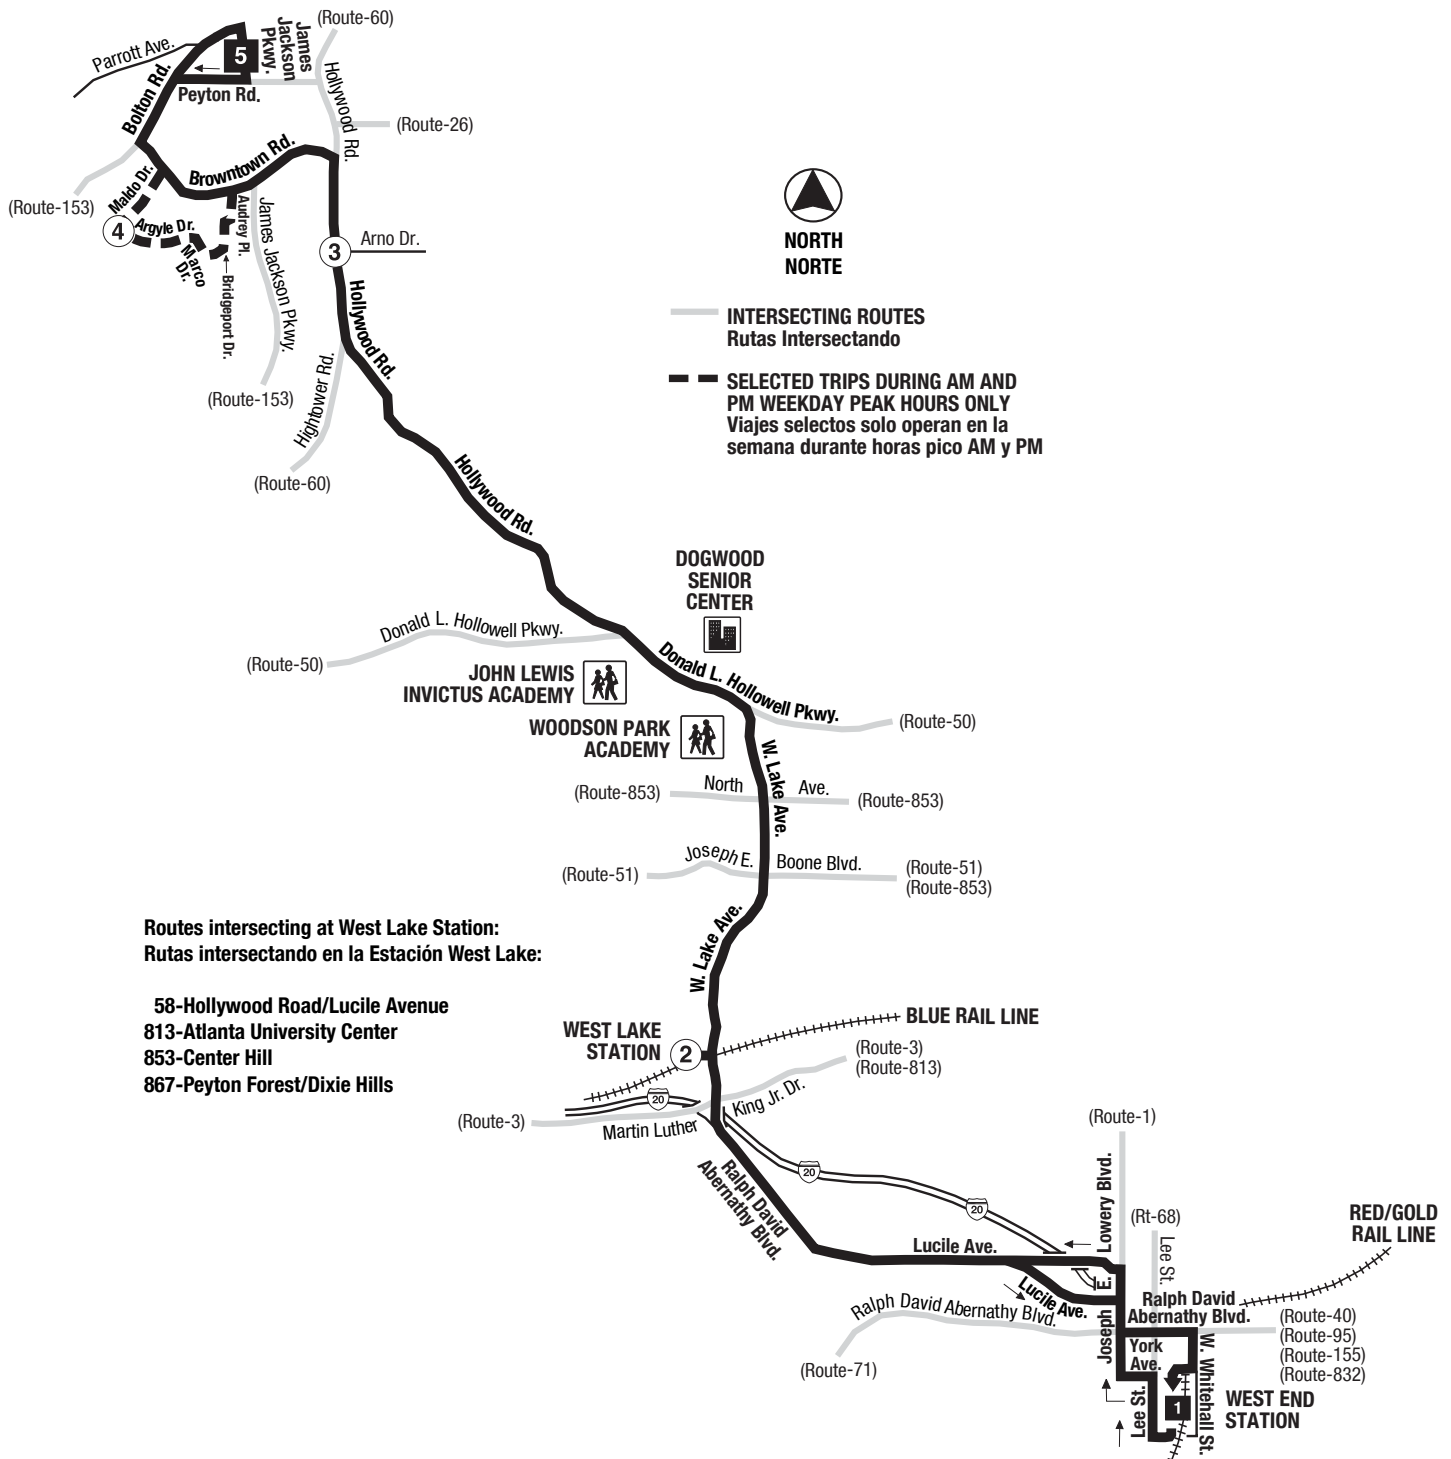 (Route-60)
James
Jackson
Pkwy.
Parrott Ave.
5
Bolton Rd.
Peyton Rd.
Hollywood Rd.
(Route-26)
Browntown Rd.
Maldo Dr.
(Route-153)
4
Argyle Dr.
Marco
Dr.
Audrey Pl.
Bridgeport Dr.
James Jackson Pkwy.
(Route-153)
3
Arno Dr.
Hollywood Rd.
Hightower Rd.
(Route-60)
NORTH
NORTE
INTERSECTING ROUTES
Rutas Intersectando
SELECTED TRIPS DURING AM AND
PM WEEKDAY PEAK HOURS ONLY
Viajes selectos solo operan en la
semana durante horas pico AM y PM
Hollywood Rd.
DOGWOOD
SENIOR
CENTER
Donald L. Hollowell Pkwy.
(Route-50)
JOHN LEWIS
INVICTUS ACADEMY
Donald L. Hollowell Pkwy.
(Route-50)
WOODSON PARK
ACADEMY
W. Lake Ave.
(Route-853)
North Ave.
(Route-853)
Joseph E. Boone Blvd.
(Route-51)
(Route-51)
(Route-853)
W. Lake Ave.
Routes intersecting at West Lake Station:
Rutas intersectando en la Estación West Lake:
58-Hollywood Road/Lucile Avenue
813-Atlanta University Center
853-Center Hill
867-Peyton Forest/Dixie Hills
WEST LAKE
STATION
2
BLUE RAIL LINE
(Route-3)
(Route-813)
20
(Route-3)
Martin Luther King Jr. Dr.
20
20
Ralph David
Abernathy Blvd.
Lucile Ave.
Lucile Ave.
(Route-1)
Joseph E. Lowery Blvd.
(Rt-68)
Lee St.
RED/GOLD
RAIL LINE
Ralph David
Abernathy Blvd.
Ralph David Abernathy Blvd.
(Route-71)
(Route-40)
(Route-95)
(Route-155)
(Route-832)
York
Ave.
Lee St.
W. Whitehall St.
1
WEST END
STATION